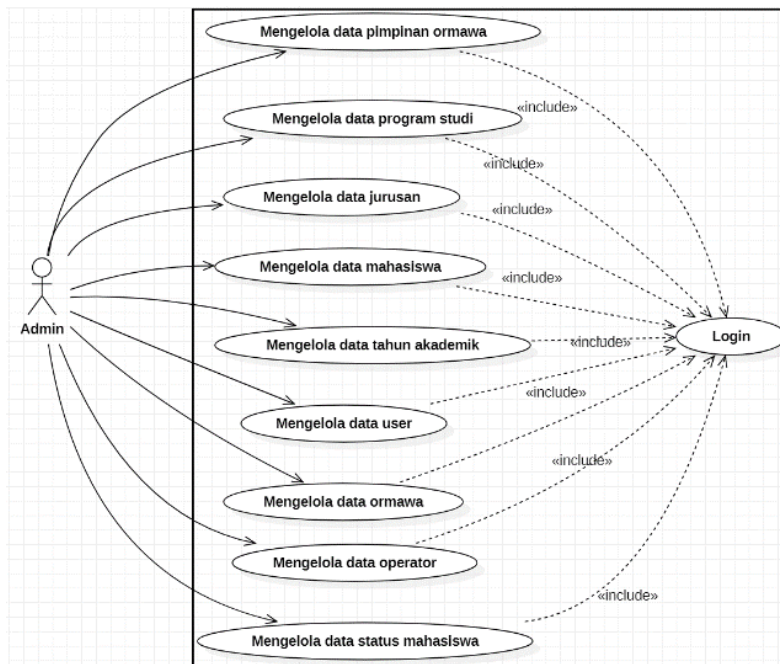 Mengelola data pimpinan ormawa
«include»
Mengelola data program studi
«include»
Mengelola data jurusan
«include»
Mengelola data mahasiswa
«include»
Admin
Login
Mengelola data tahun akademik
«include»
Mengelola data user
«include»
Mengelola data ormawa
«include»
Mengelola data operator
«include»
Mengelola data status mahasiswa